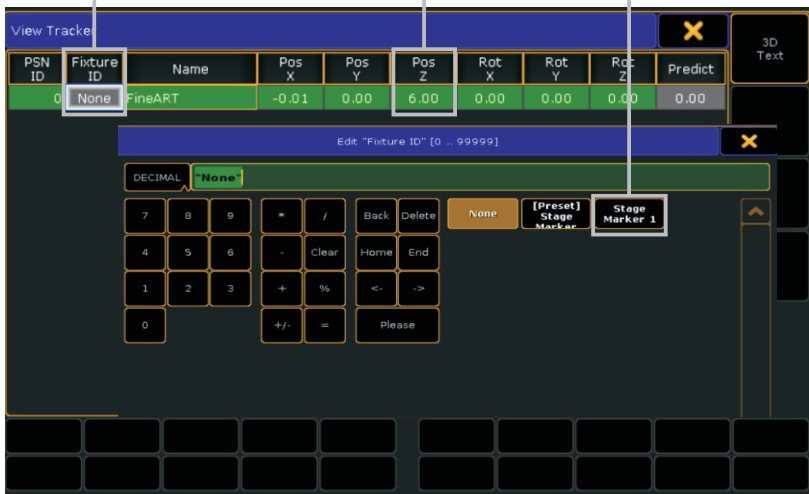 View Tracker
3D
Text
PSN
ID
Fixture
ID
Name
Pos
X
Pos
Y
Pos
Z
Rot
X
Rot
Y
Rot
Z
Predict
0 None FineART -0.01 0.00 6.00 0.00 0.00 0.00 0.00
Edit "Fixture ID" [0 .. 99999]
DECIMAL "None"
7 8 9 * / Back Delete None
[Preset]
Stage
Marker
Stage
Marker 1
4 5 6 - Clear Home End
1 2 3 + % <- ->
0 +/- = Please